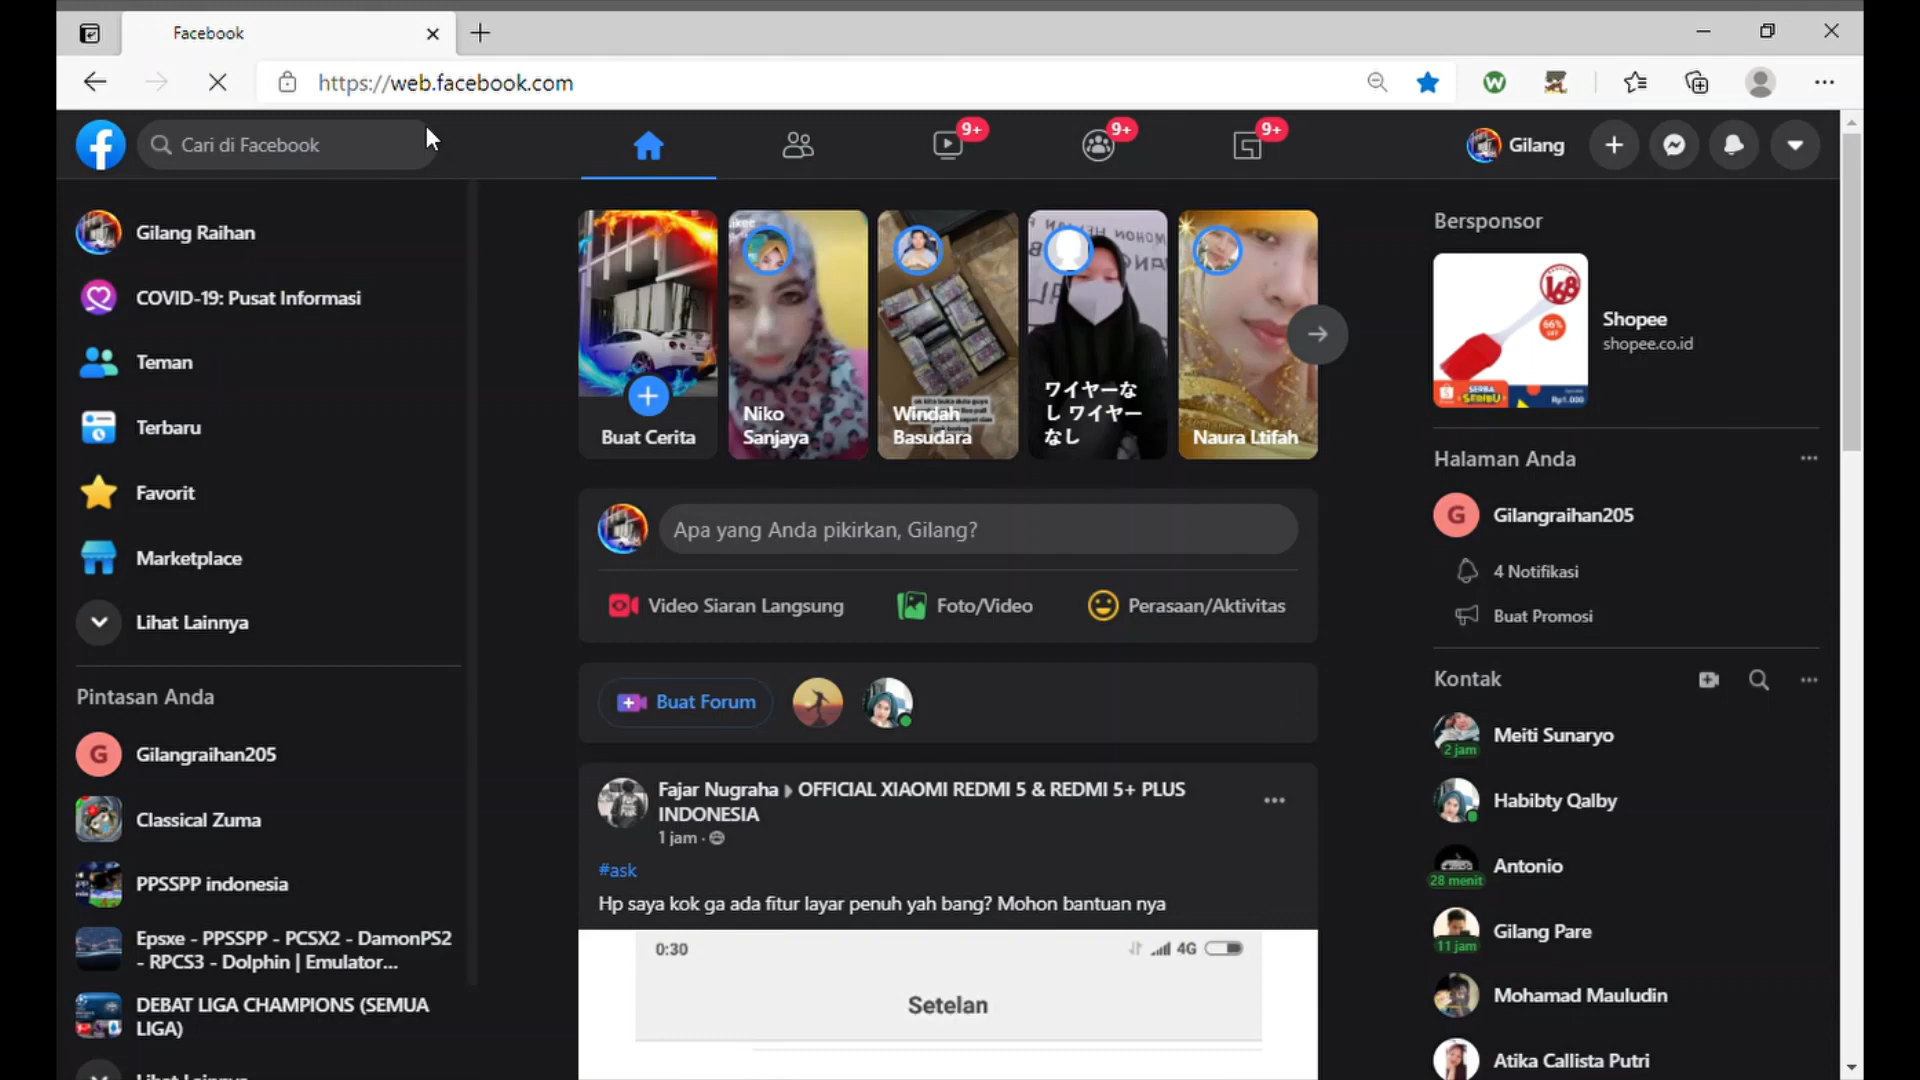 Facebook
https://web.facebook.com
Cari di Facebook
9+
9+
9+
Gilang
Gilang Raihan
COVID-19: Pusat Informasi
Teman
Terbaru
Favorit
Marketplace
Lihat Lainnya
Pintasan Anda
G
Gilangraihan205
Classical Zuma
PPSSPP indonesia
Epsxe - PPSSPP - PCSX2 - DamonPS2
- RPCS3 - Dolphin | Emulator...
DEBAT LIGA CHAMPIONS (SEMUA
LIGA)
Buat Cerita
Niko
Sanjaya
Windah
Basudara
ワイヤーな
し ワイヤー
なし
Naura Ltifah
Apa yang Anda pikirkan, Gilang?
Video Siaran Langsung
Foto/Video
Perasaan/Aktivitas
Buat Forum
Fajar Nugraha ▸ OFFICIAL XIAOMI REDMI 5 & REDMI 5+ PLUS
INDONESIA
1 jam ·
#ask
Hp saya kok ga ada fitur layar penuh yah bang? Mohon bantuan nya
0:30
4G
Setelan
Bersponsor
168
66%
OFF
SERBA
SERIBU
Rp1.000
Shopee
shopee.co.id
Halaman Anda
G
Gilangraihan205
4 Notifikasi
Buat Promosi
Kontak
Meiti Sunaryo
2 jam
Habibty Qalby
Antonio
28 menit
Gilang Pare
11 jam
Mohamad Mauludin
Atika Callista Putri